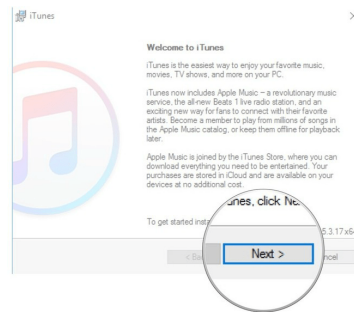 iTunes
Welcome to iTunes
iTunes is the easiest way to enjoy your favorite music,
movies, TV shows, and more on your PC.
iTunes now includes Apple Music – a revolutionary music
service, the all-new Beats 1 live radio station, and an
exciting new way for fans to connect with their favorite
artists. Become a member to play from millions of songs in
the Apple Music catalog, or keep them offline for playback
later.
Apple Music is joined by the iTunes Store, where you can
download everything you need to be entertained. Your
purchases are stored in iCloud and are available on your
devices at no additional cost.
click
To get started
5.3.17x64
Next >